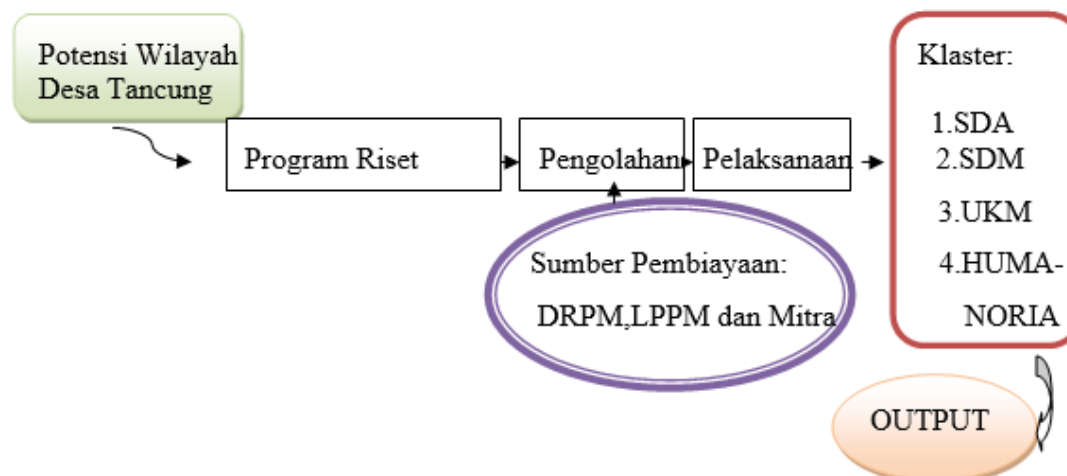 Potensi Wilayah
Desa Tancung
Program Riset
Pengolahan
Pelaksanaan
Sumber Pembiayaan:
DRPM,LPPM dan Mitra
Klaster:
1.SDA
2.SDM
3.UKM
4.HUMA-
NORIA
OUTPUT